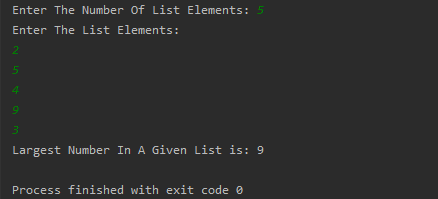 Enter The Number Of List Elements: 5
Enter The List Elements:
2
5
4
9
3
Largest Number In A Given List is: 9
Process finished with exit code 0